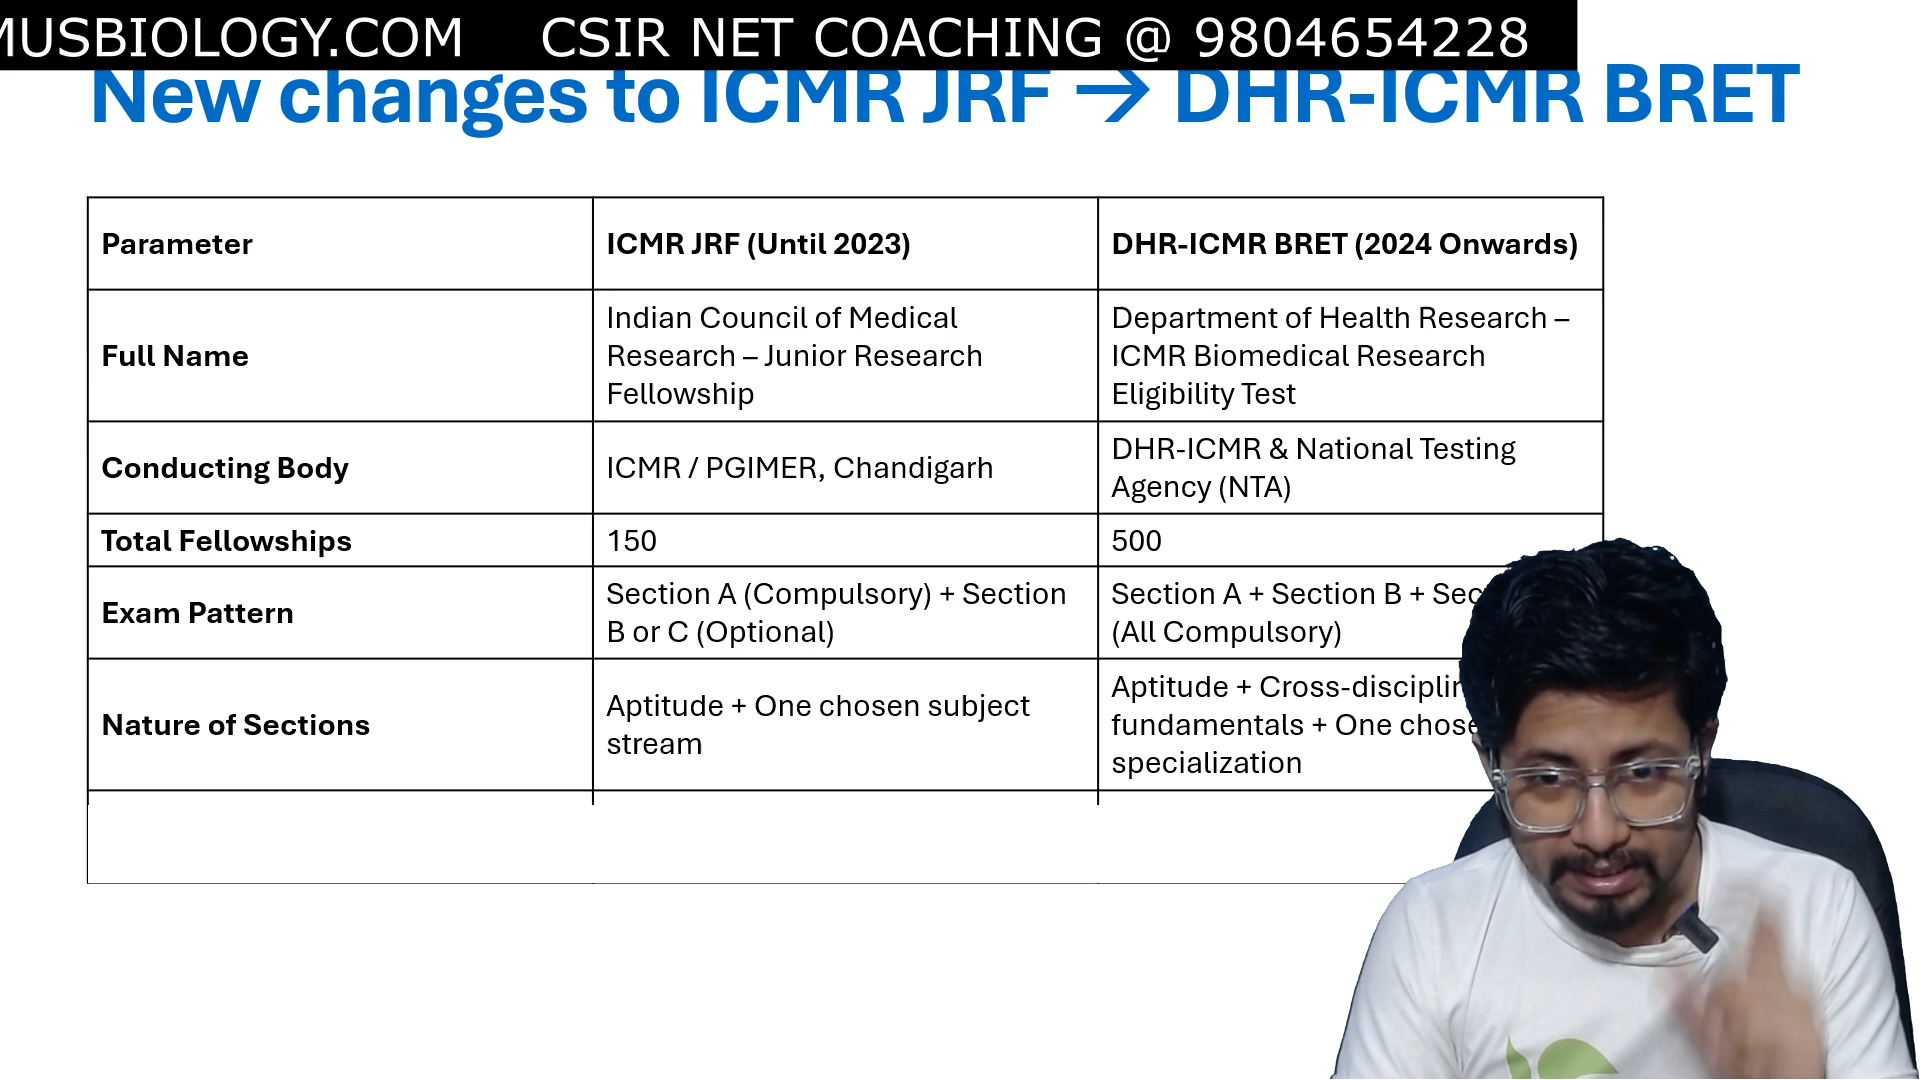 MUSBIOLOGY.COM CSIR NET COACHING @ 9804654228
New changes to ICMR JRF → DHR-ICMR BRET
Parameter
ICMR JRF (Until 2023)
DHR-ICMR BRET (2024 Onwards)
Full Name
Indian Council of Medical
Research – Junior Research
Fellowship
Department of Health Research –
ICMR Biomedical Research
Eligibility Test
Conducting Body
ICMR / PGIMER, Chandigarh
DHR-ICMR & National Testing
Agency (NTA)
Total Fellowships
150
500
Exam Pattern
Section A (Compulsory) + Section
B or C (Optional)
Section A + Section B +
(All Compulsory)
Nature of Sections
Aptitude + One chosen subject
stream
Aptitude +
fundamentals + One
specialization